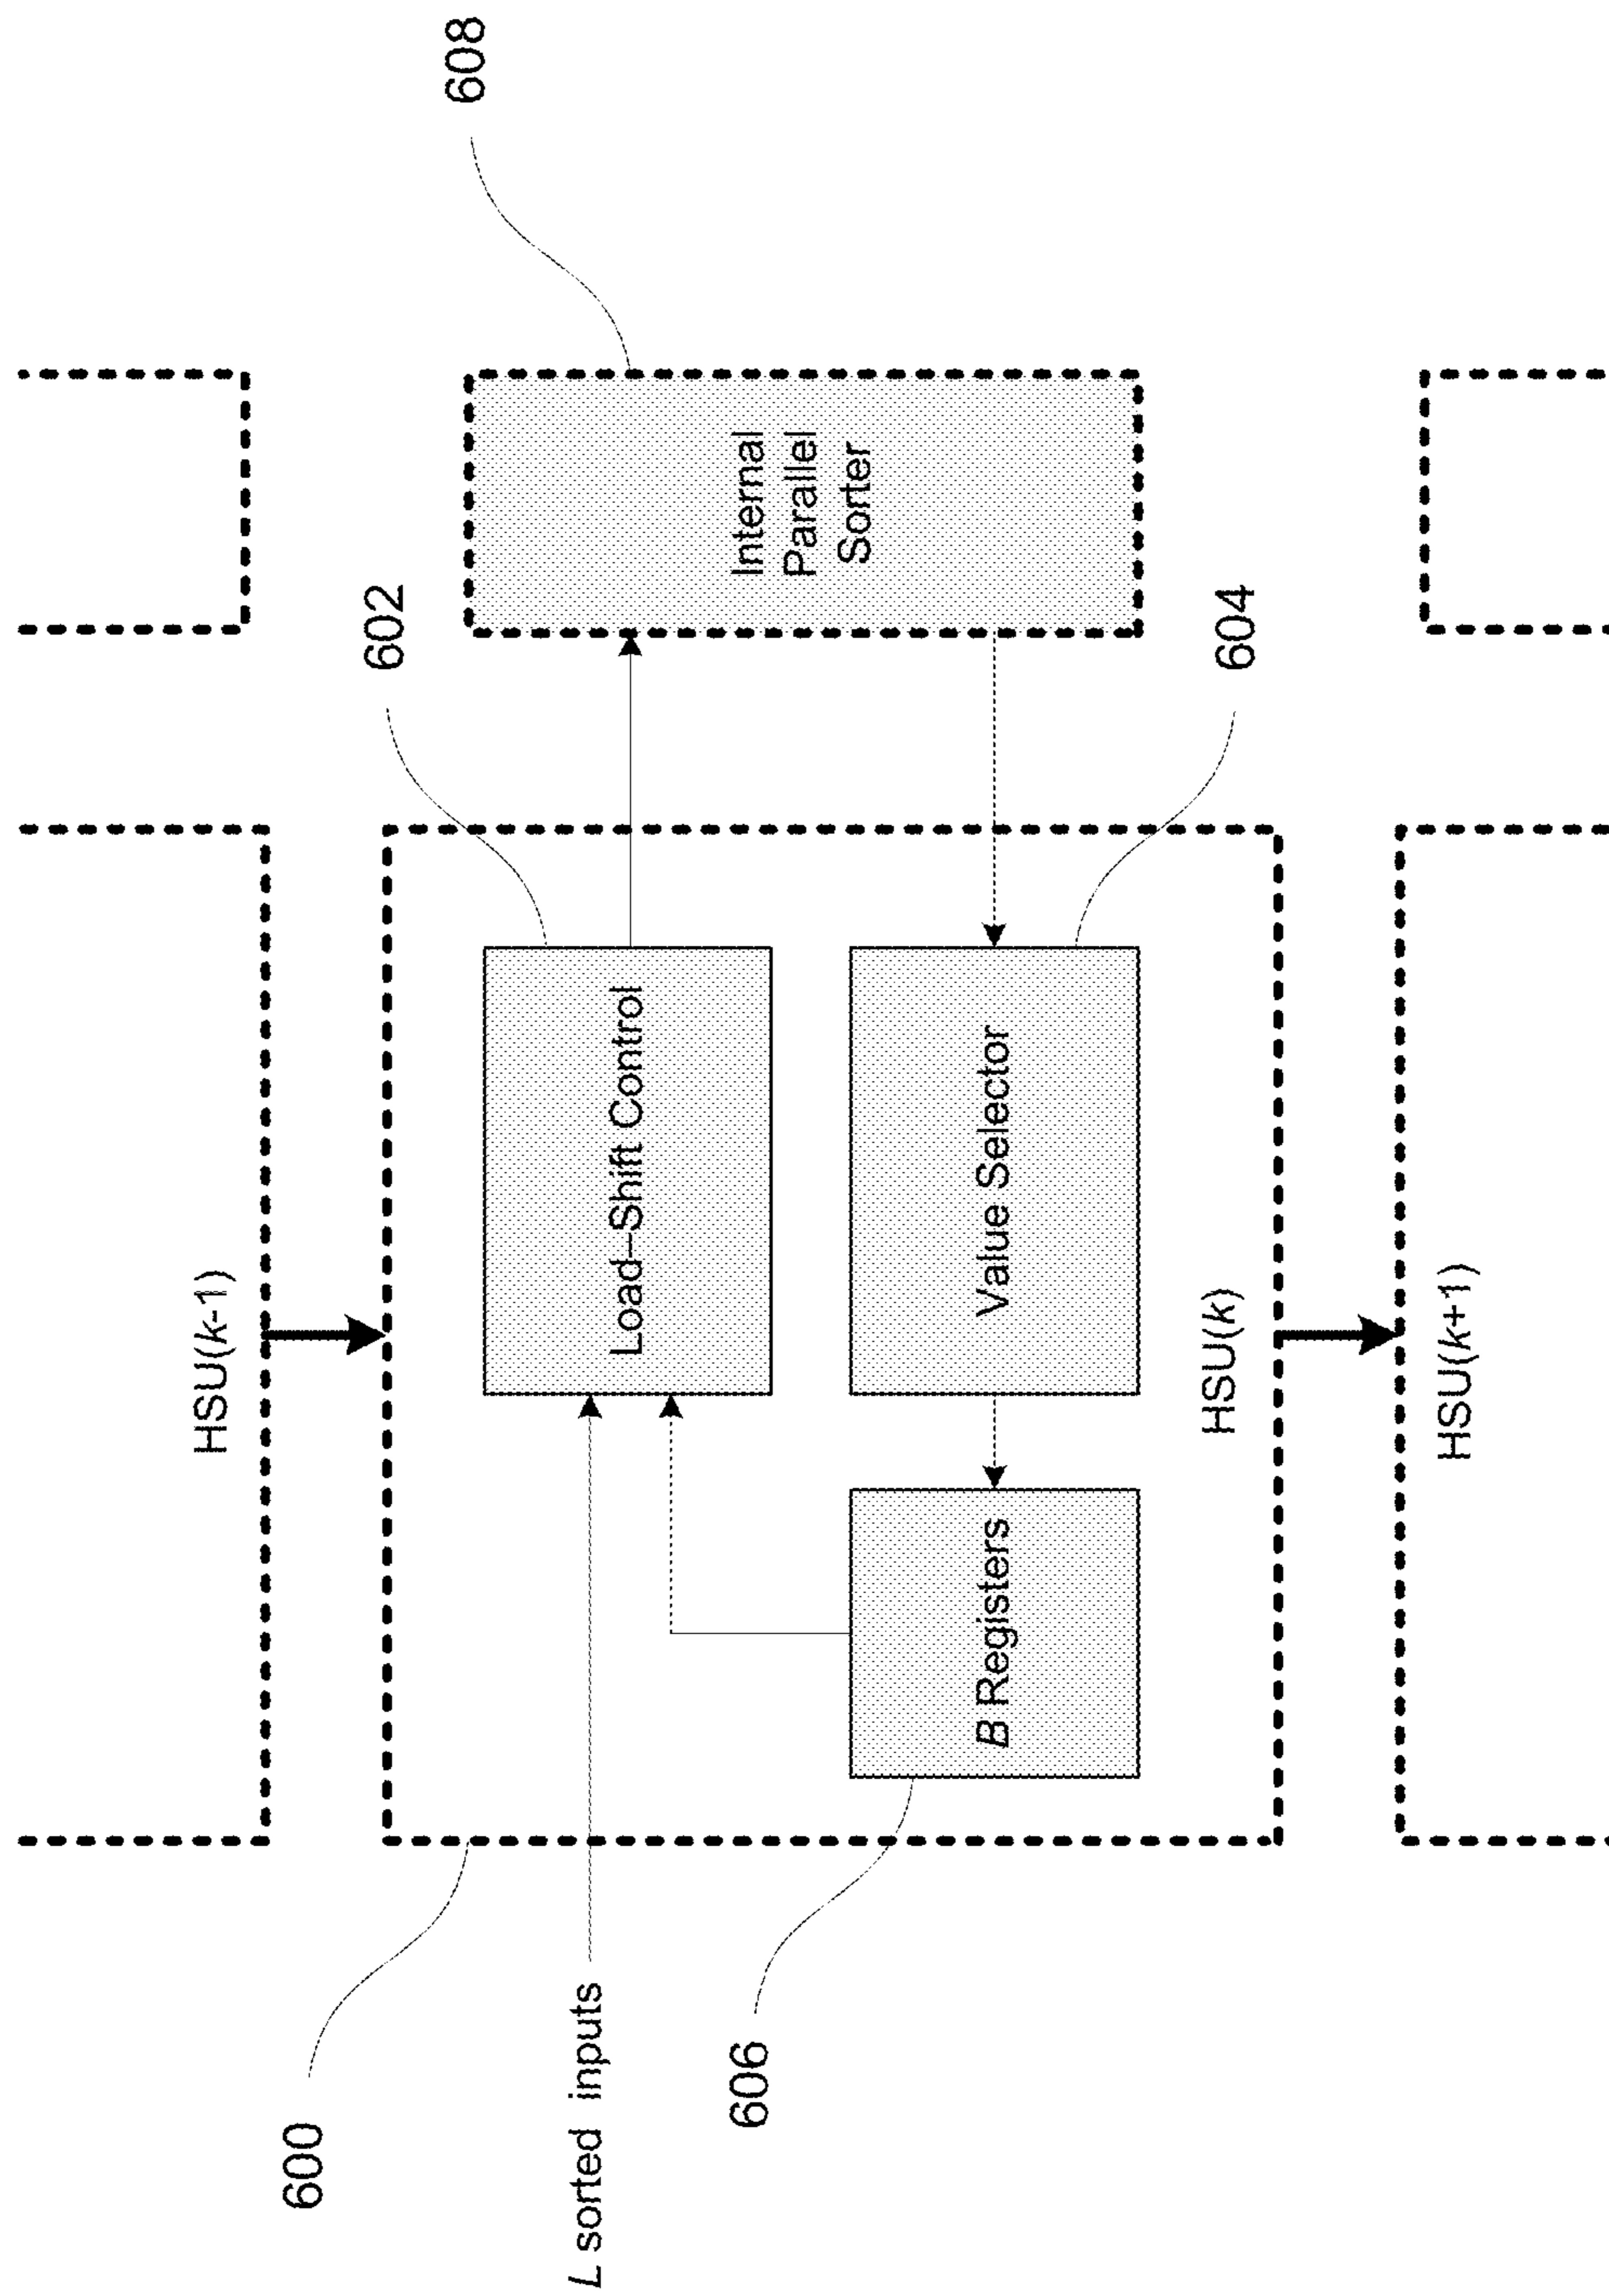 HSU(k-1)
600
602
608
L sorted inputs
Load–Shift Control
606
Internal
Parallel
Sorter
B Registers
Value Selector
HSU(k)
604
HSU(k+1)